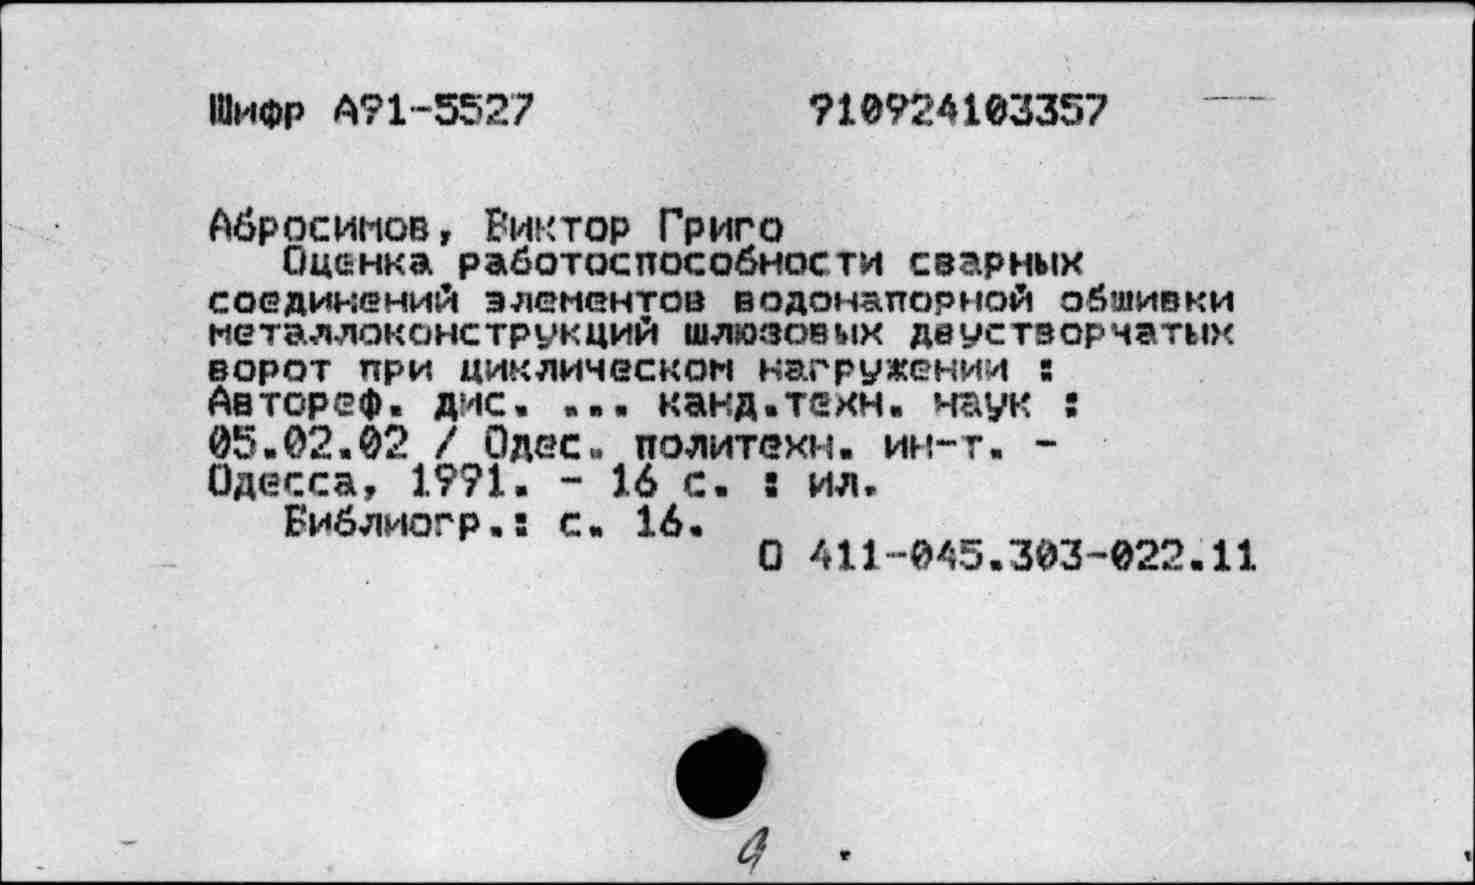 Шифр А91-5527 910924103357
Абросимов, Виктор Григо
Оценка работоспособности сварных
соединений элементов водонапорной обшивки
металлоконструкций шлюзовых двустворчатых
ворот при циклическом нагружении :
Автореф. дис. ... канд.техн. наук :
05.02.02 / Одес. политехн. ин-т. -
Одесса, 1991. - 16 с. : ил.
Библиогр.: с. 16.
О 411-045.303-022.11